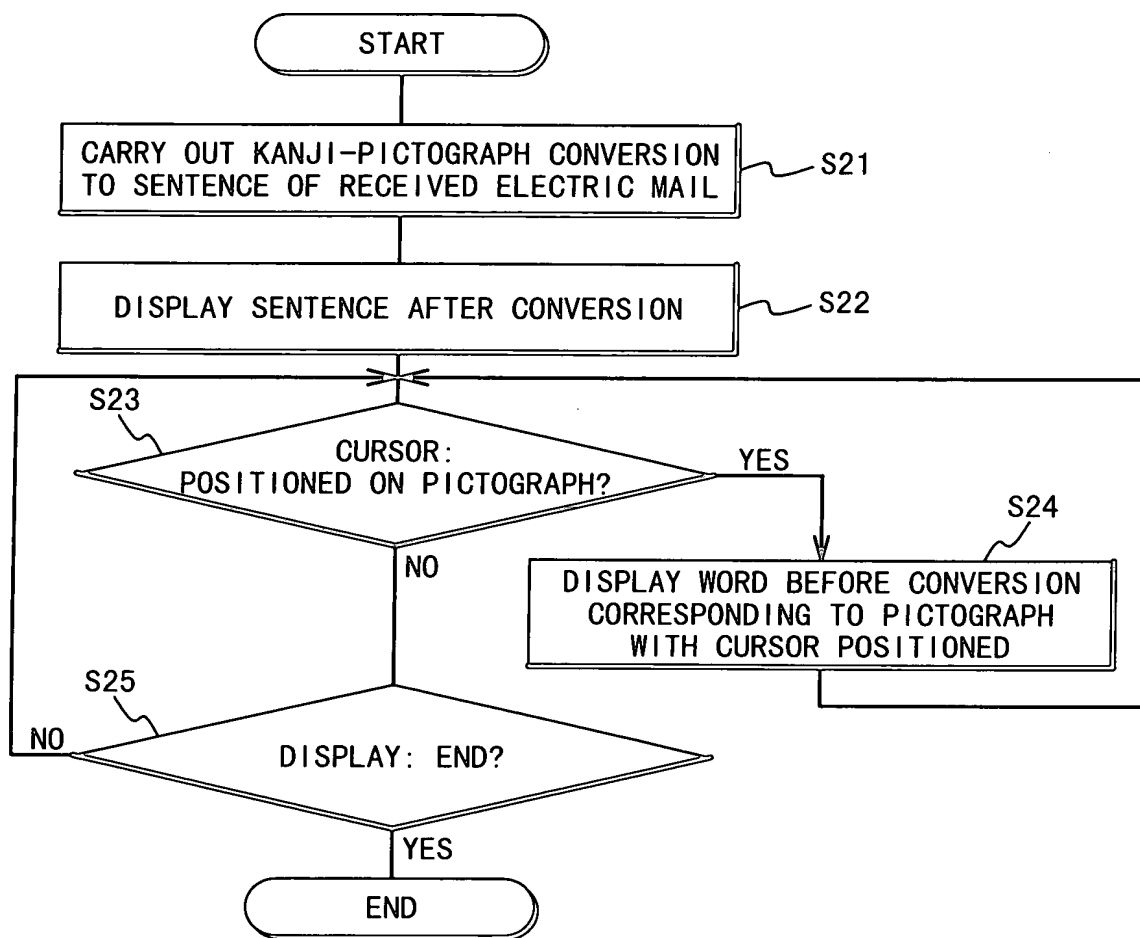 START
CARRY OUT KANJI-PICTOGRAPH CONVERSION
TO SENTENCE OF RECEIVED ELECTRIC MAIL
S21
DISPLAY SENTENCE AFTER CONVERSION
S22
S23
CURSOR:
POSITIONED ON PICTOGRAPH?
YES
NO
S24
DISPLAY WORD BEFORE CONVERSION
CORRESPONDING TO PICTOGRAPH
WITH CURSOR POSITIONED
S25
NO
DISPLAY: END?
YES
END